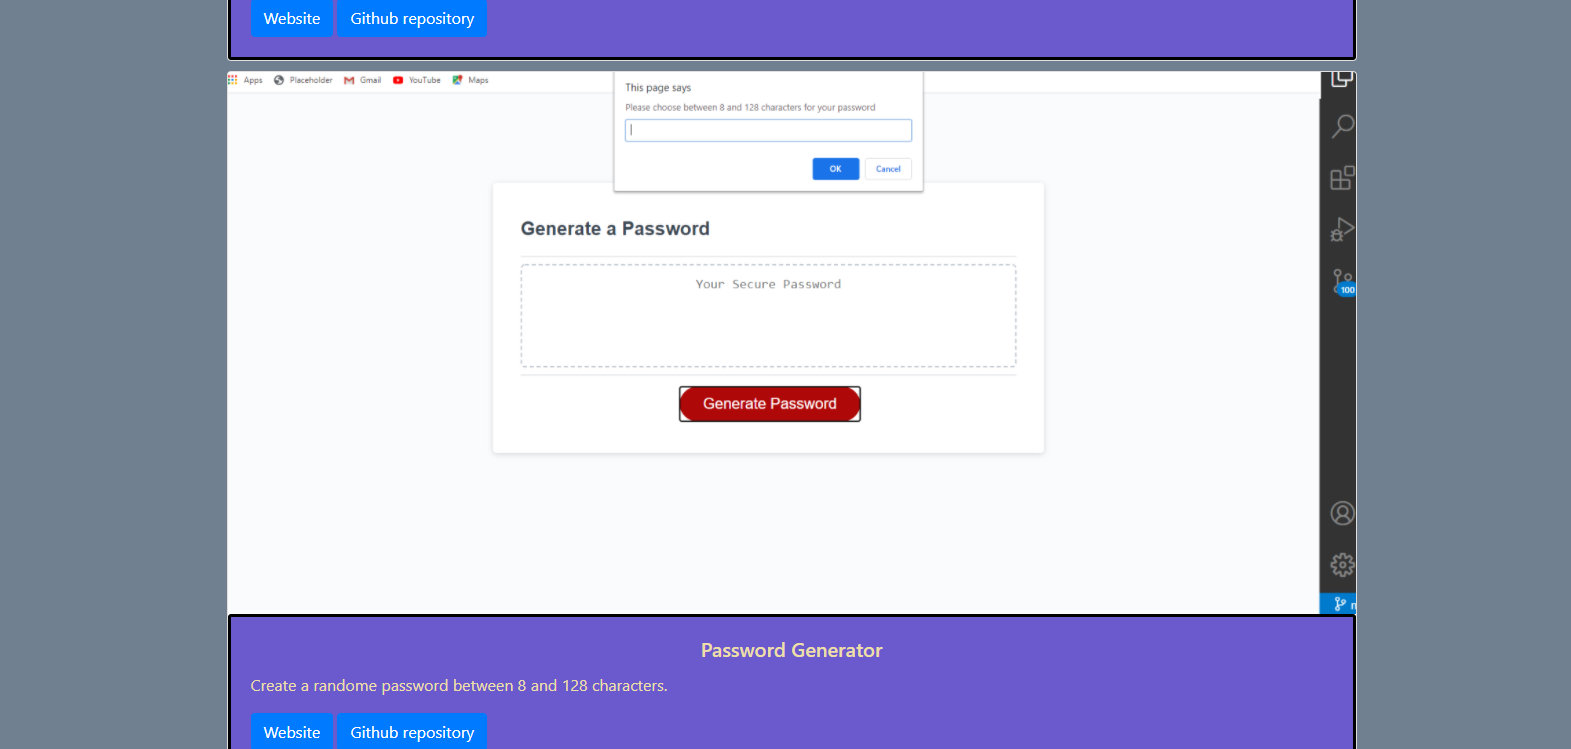 Website Github repository
Apps Placeholder Gmail YouTube Maps
This page says
Please choose between 8 and 128 characters for your password
OK Cancel
Generate a Password
Your Secure Password
100
Generate Password
Password Generator
Create a randome password between 8 and 128 characters.
Website Github repository